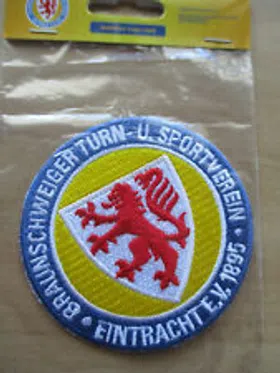 BRAUNSCHWEIGER TURN- U. SPORTVEREIN
· EINTRACHT E.V. 1895 ·